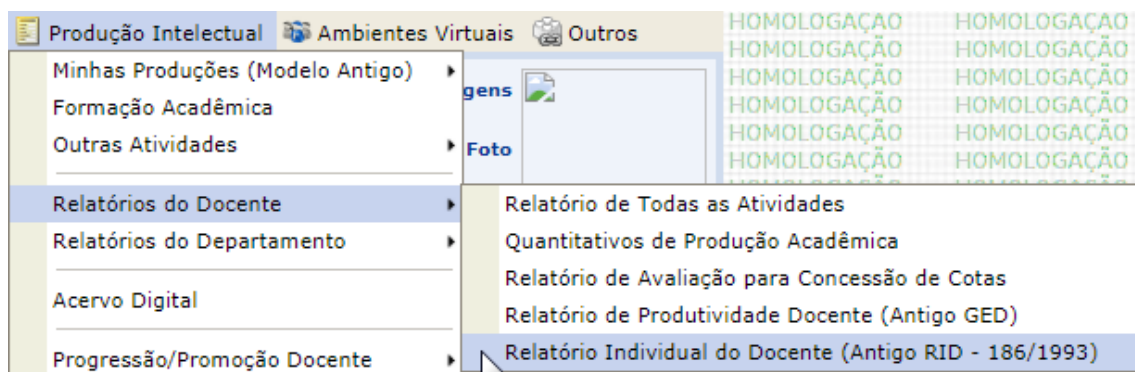 Produção Intelectual Ambientes Virtuais Outros
HOMOLOGAÇÃO HOMOLOGAÇÃO
HOMOLOGAÇÃO HOMOLOGAÇÃO
HOMOLOGAÇÃO HOMOLOGAÇÃO
HOMOLOGAÇÃO HOMOLOGAÇÃO
HOMOLOGAÇÃO HOMOLOGAÇÃO
HOMOLOGAÇÃO HOMOLOGAÇÃO
Minhas Produções (Modelo Antigo)
gens
Formação Acadêmica
Outras Atividades
Foto
Relatórios do Docente
Relatórios do Departamento
Acervo Digital
Progressão/Promoção Docente
Relatório de Todas as Atividades
Quantitativos de Produção Acadêmica
Relatório de Avaliação para Concessão de Cotas
Relatório de Produtividade Docente (Antigo GED)
Relatório Individual do Docente (Antigo RID - 186/1993)